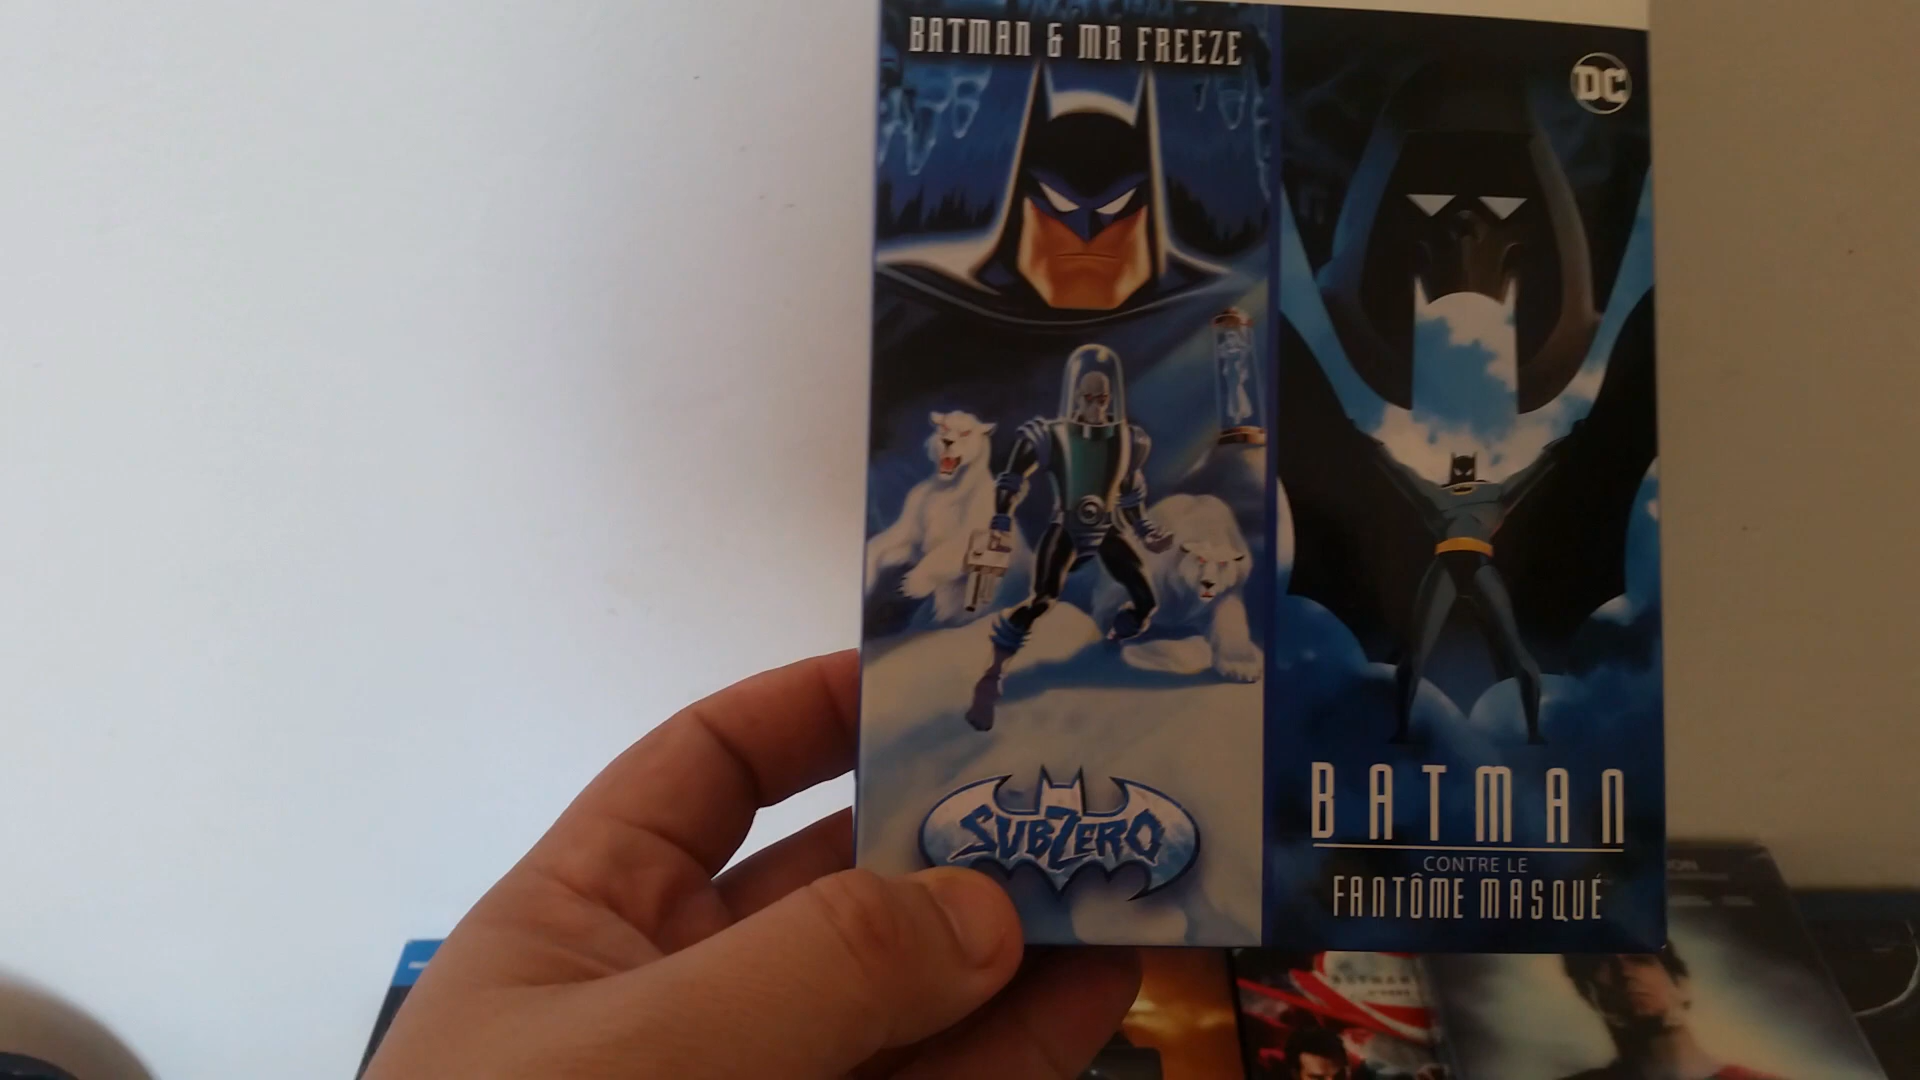 BATMAN & MR FREEZE
DC
SUBZERO
BATMAN
CONTRE LE
FANTÔME MASQUÉ